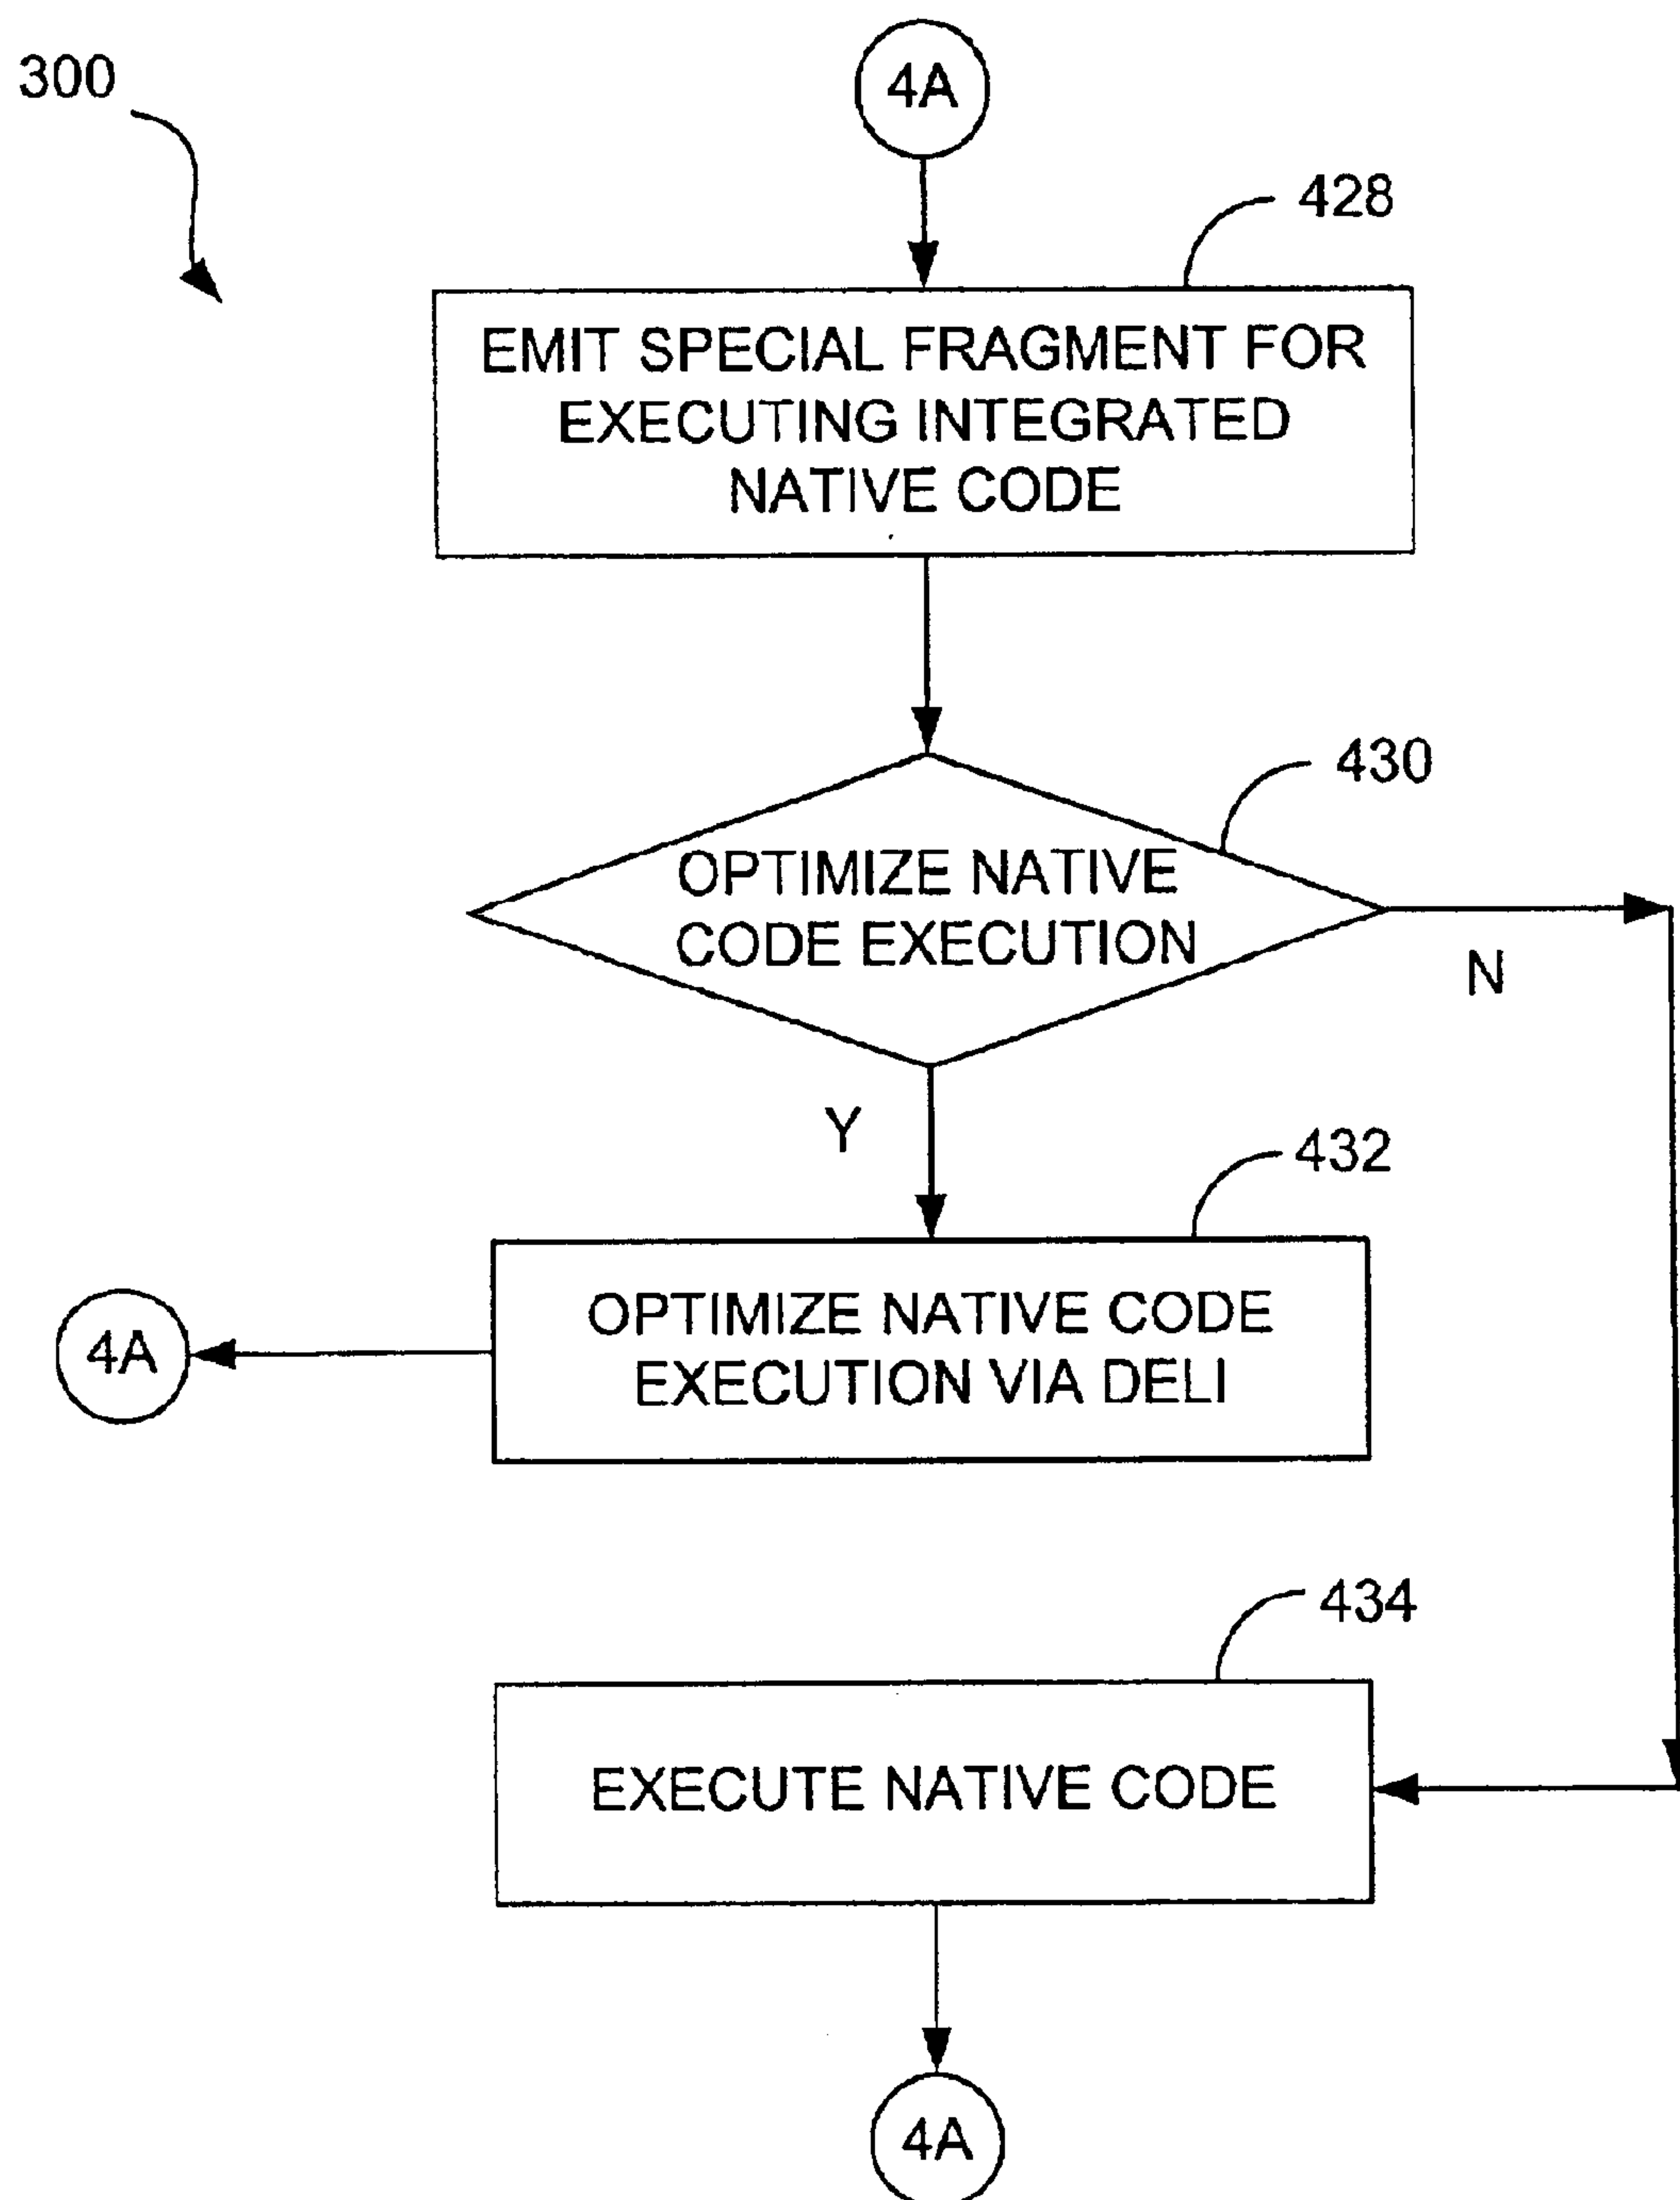 300
4A
428
EMIT SPECIAL FRAGMENT FOR
EXECUTING INTEGRATED
NATIVE CODE
430
OPTIMIZE NATIVE
CODE EXECUTION
N
Y
432
OPTIMIZE NATIVE CODE
EXECUTION VIA DELI
4A
434
EXECUTE NATIVE CODE
4A